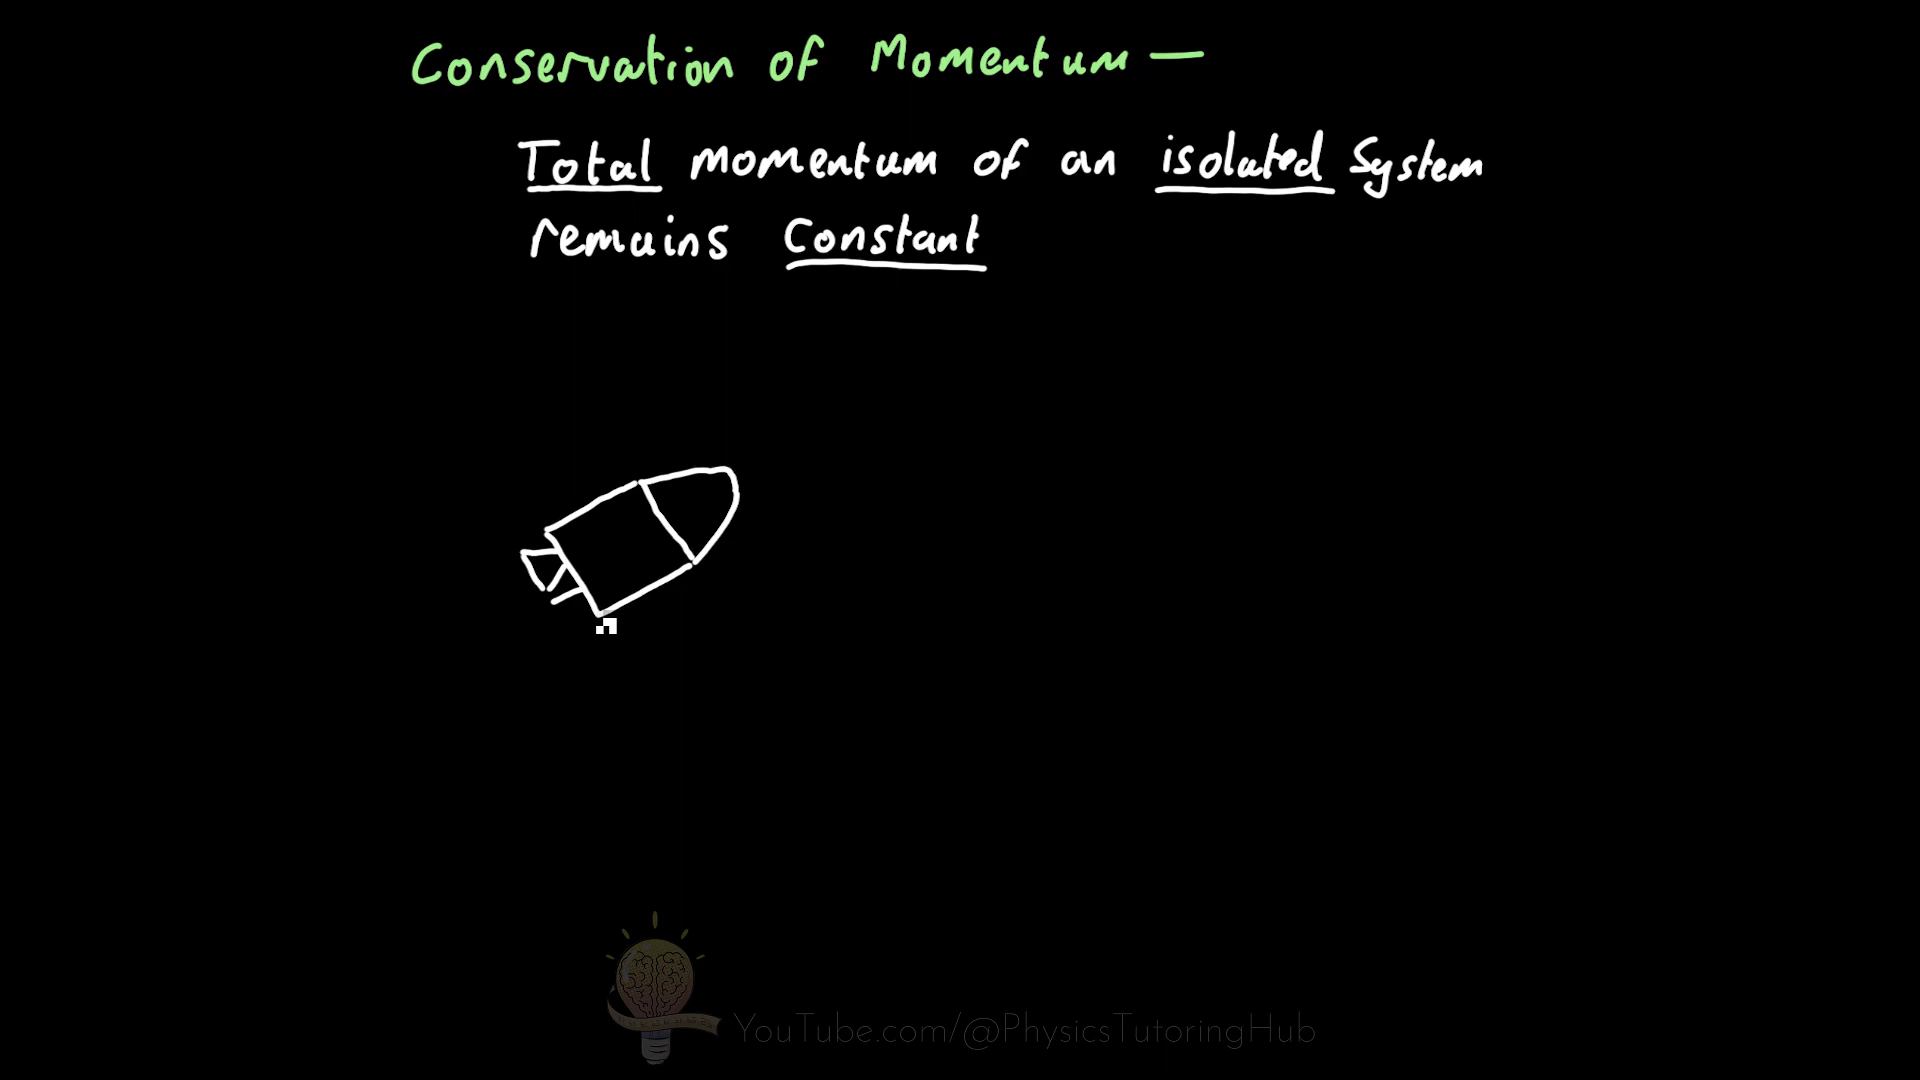 Conservation of Momentum —
Total momentum of an isolated System
remains Constant
YouTube.com/@PhysicsTutoringHub